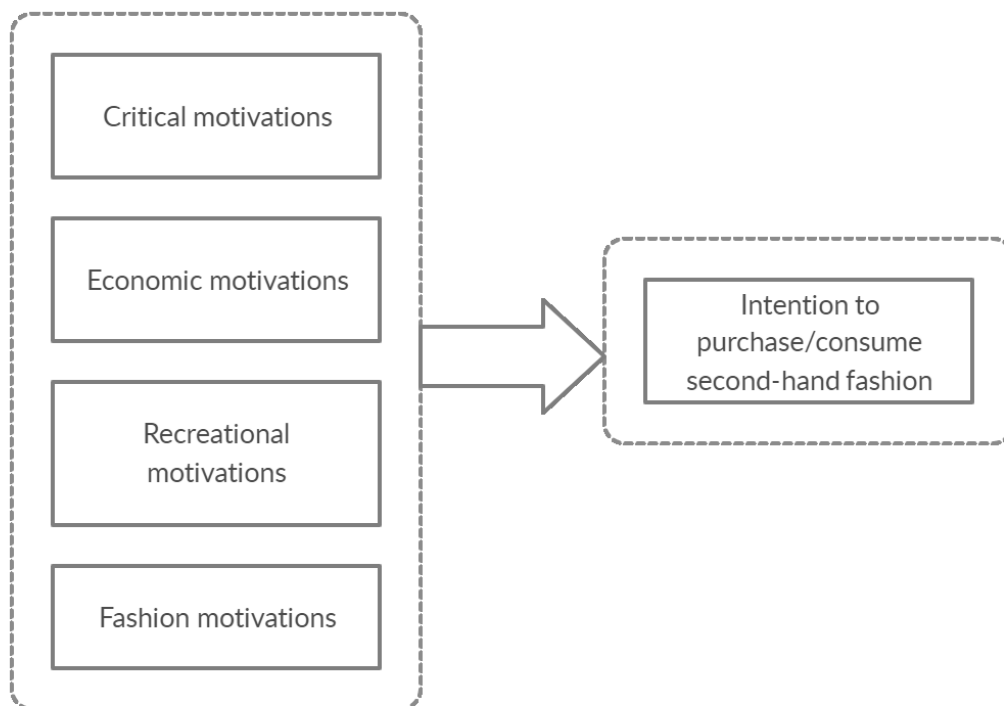 Critical motivations
Economic motivations
Recreational
motivations
Fashion motivations
Intention to
purchase/consume
second-hand fashion